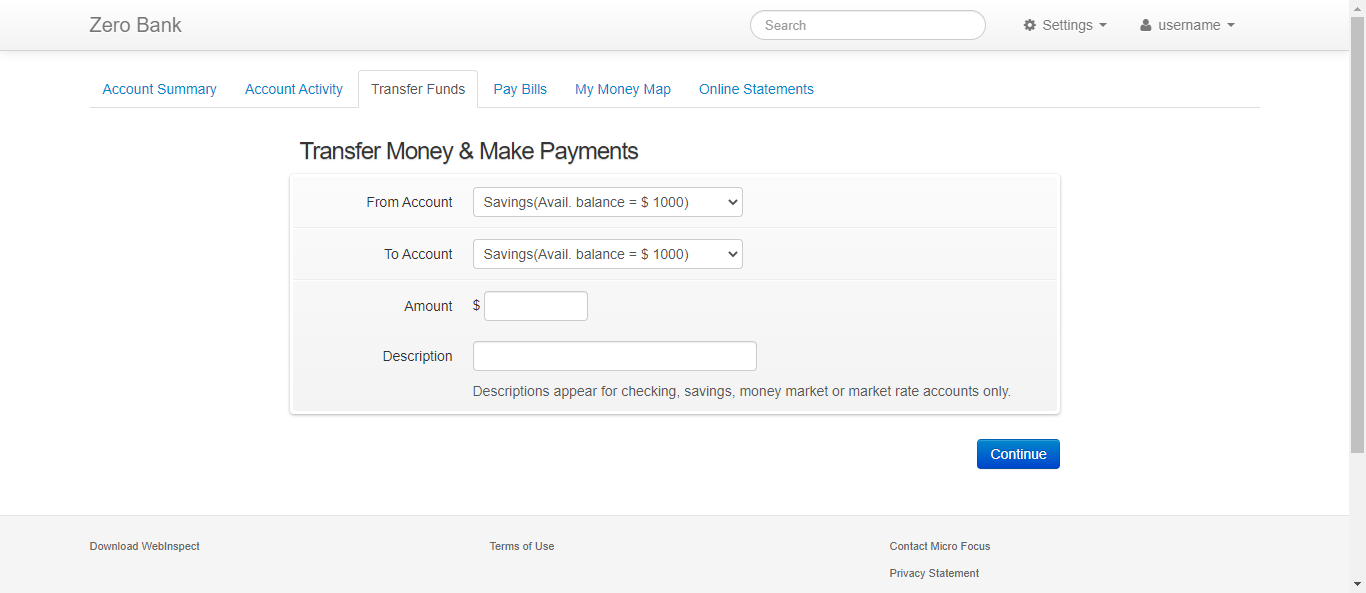 Zero Bank
Search
Settings
username
Account Summary
Account Activity
Transfer Funds
Pay Bills
My Money Map
Online Statements
Transfer Money & Make Payments
From Account
Savings(Avail. balance = $ 1000)
To Account
Savings(Avail. balance = $ 1000)
Amount
$
Description
Descriptions appear for checking, savings, money market or market rate accounts only.
Continue
Download WebInspect
Terms of Use
Contact Micro Focus
Privacy Statement